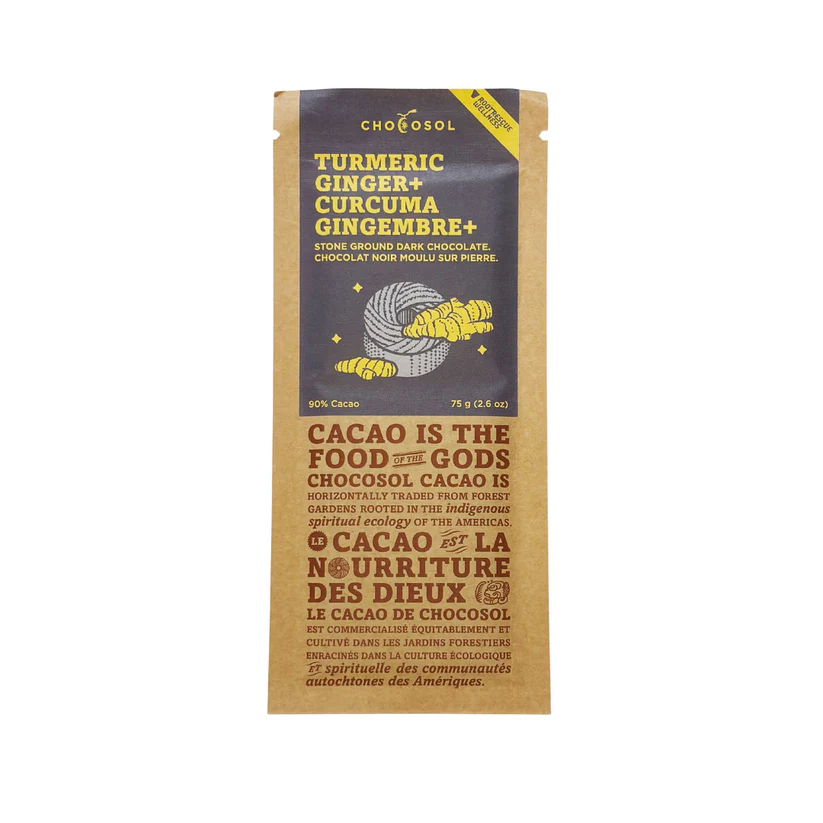 CHOCOSOL
ROOTRESCUE
WELLNESS
TURMERIC
GINGER+
CURCUMA
GINGEMBRE+
STONE GROUND DARK CHOCOLATE.
CHOCOLAT NOIR MOULU SUR PIERRE.
90% Cacao 75 g (2.6 oz)
CACAO IS THE
FOOD OF THE GODS
CHOCOSOL CACAO IS
HORIZONTALLY TRADED FROM FOREST
GARDENS ROOTED IN THE indigenous
spiritual ecology OF THE AMERICAS.
LE CACAO EST LA
NOURRITURE
DES DIEUX
LE CACAO DE CHOCOSOL
EST COMMERCIALISÉ ÉQUITABLEMENT ET
CULTIVÉ DANS LES JARDINS FORESTIERS
ENRACINÉS DANS LA CULTURE ÉCOLOGIQUE
ET spirituelle des communautés
autochtones des Amériques.